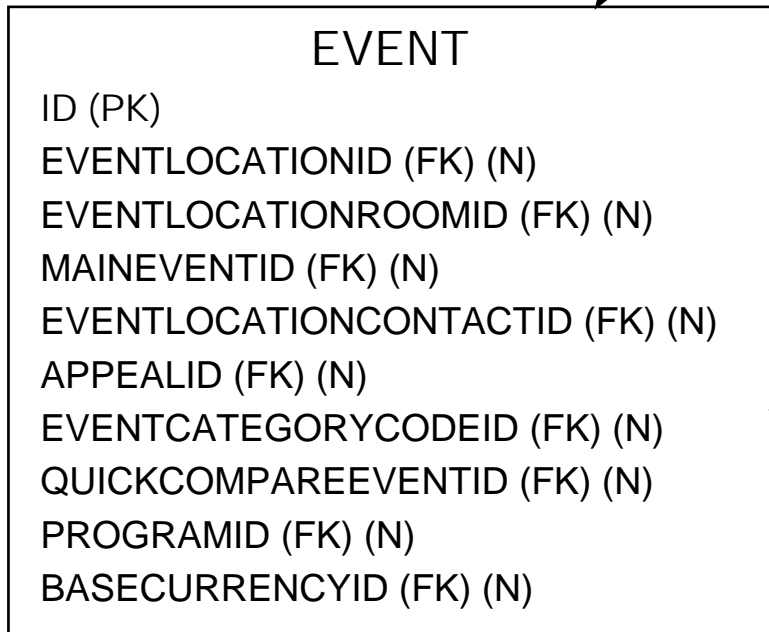 EVENT
ID (PK)
EVENTLOCATIONID (FK) (N)
EVENTLOCATIONROOMID (FK) (N)
MAINEVENTID (FK) (N)
EVENTLOCATIONCONTACTID (FK) (N)
APPEALID (FK) (N)
EVENTCATEGORYCODEID (FK) (N)
QUICKCOMPAREEVENTID (FK) (N)
PROGRAMID (FK) (N)
BASECURRENCYID (FK) (N)